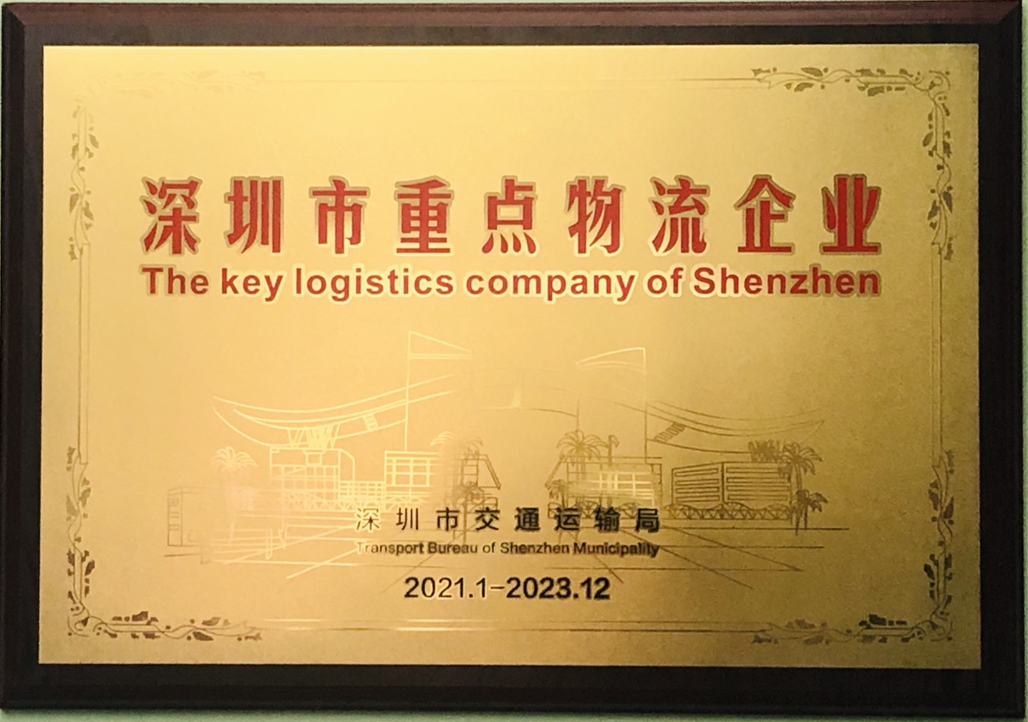 深圳市重点物流企业
The key logistics company of Shenzhen
深圳市交通运输局
Transport Bureau of Shenzhen Municipality
2021.1-2023.12